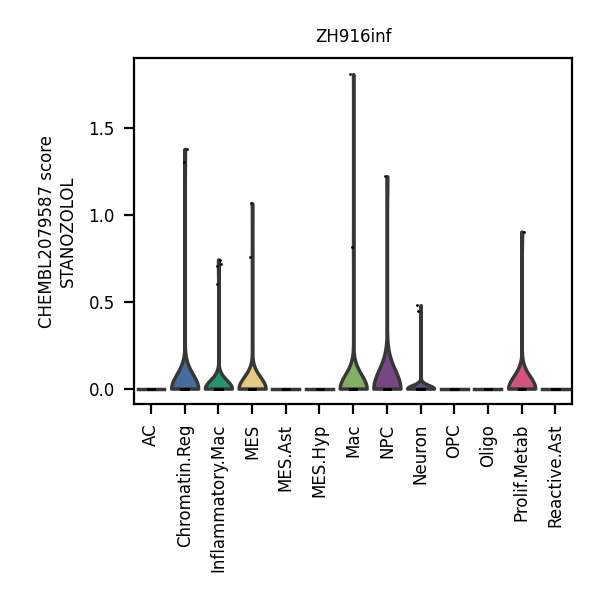 ZH916inf
CHEMBL2079587 score
STANOZOLOL
1.5
1.0
0.5
0.0
AC
Chromatin.Reg
Inflammatory.Mac
MES
MES.Ast
MES.Hyp
Mac
NPC
Neuron
OPC
Oligo
Prolif.Metab
Reactive.Ast